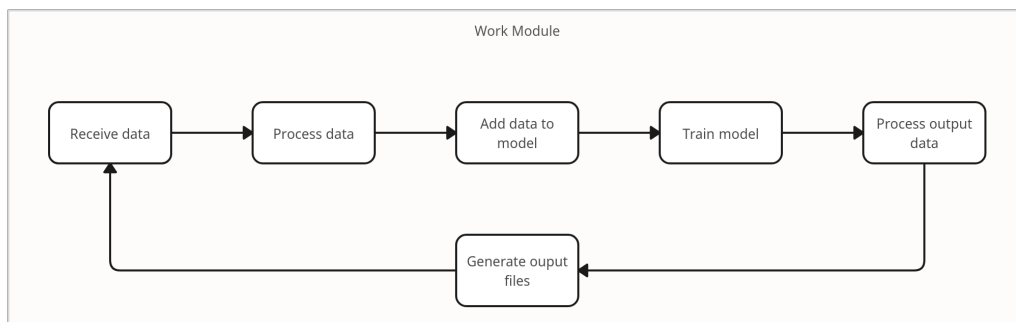 Work Module
Receive data
Process data
Add data to
model
Train model
Process output
data
Generate ouput
files